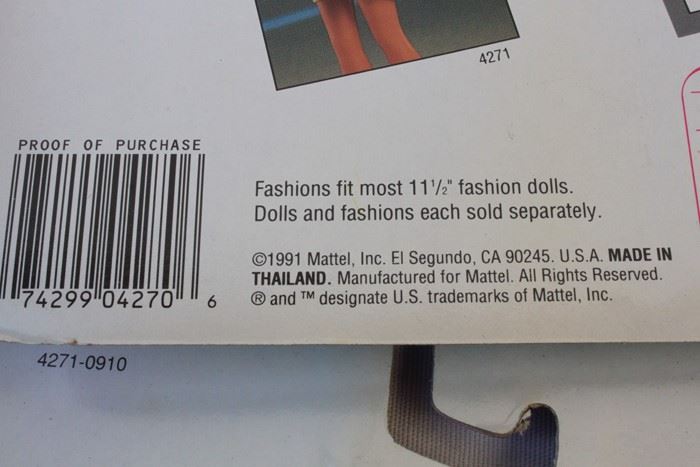 4271
PROOF OF PURCHASE
74299 04270 6
Fashions fit most 11½" fashion dolls.
Dolls and fashions each sold separately.
©1991 Mattel, Inc. El Segundo, CA 90245. U.S.A. MADE IN
THAILAND. Manufactured for Mattel. All Rights Reserved.
® and ™ designate U.S. trademarks of Mattel, Inc.
4271-0910